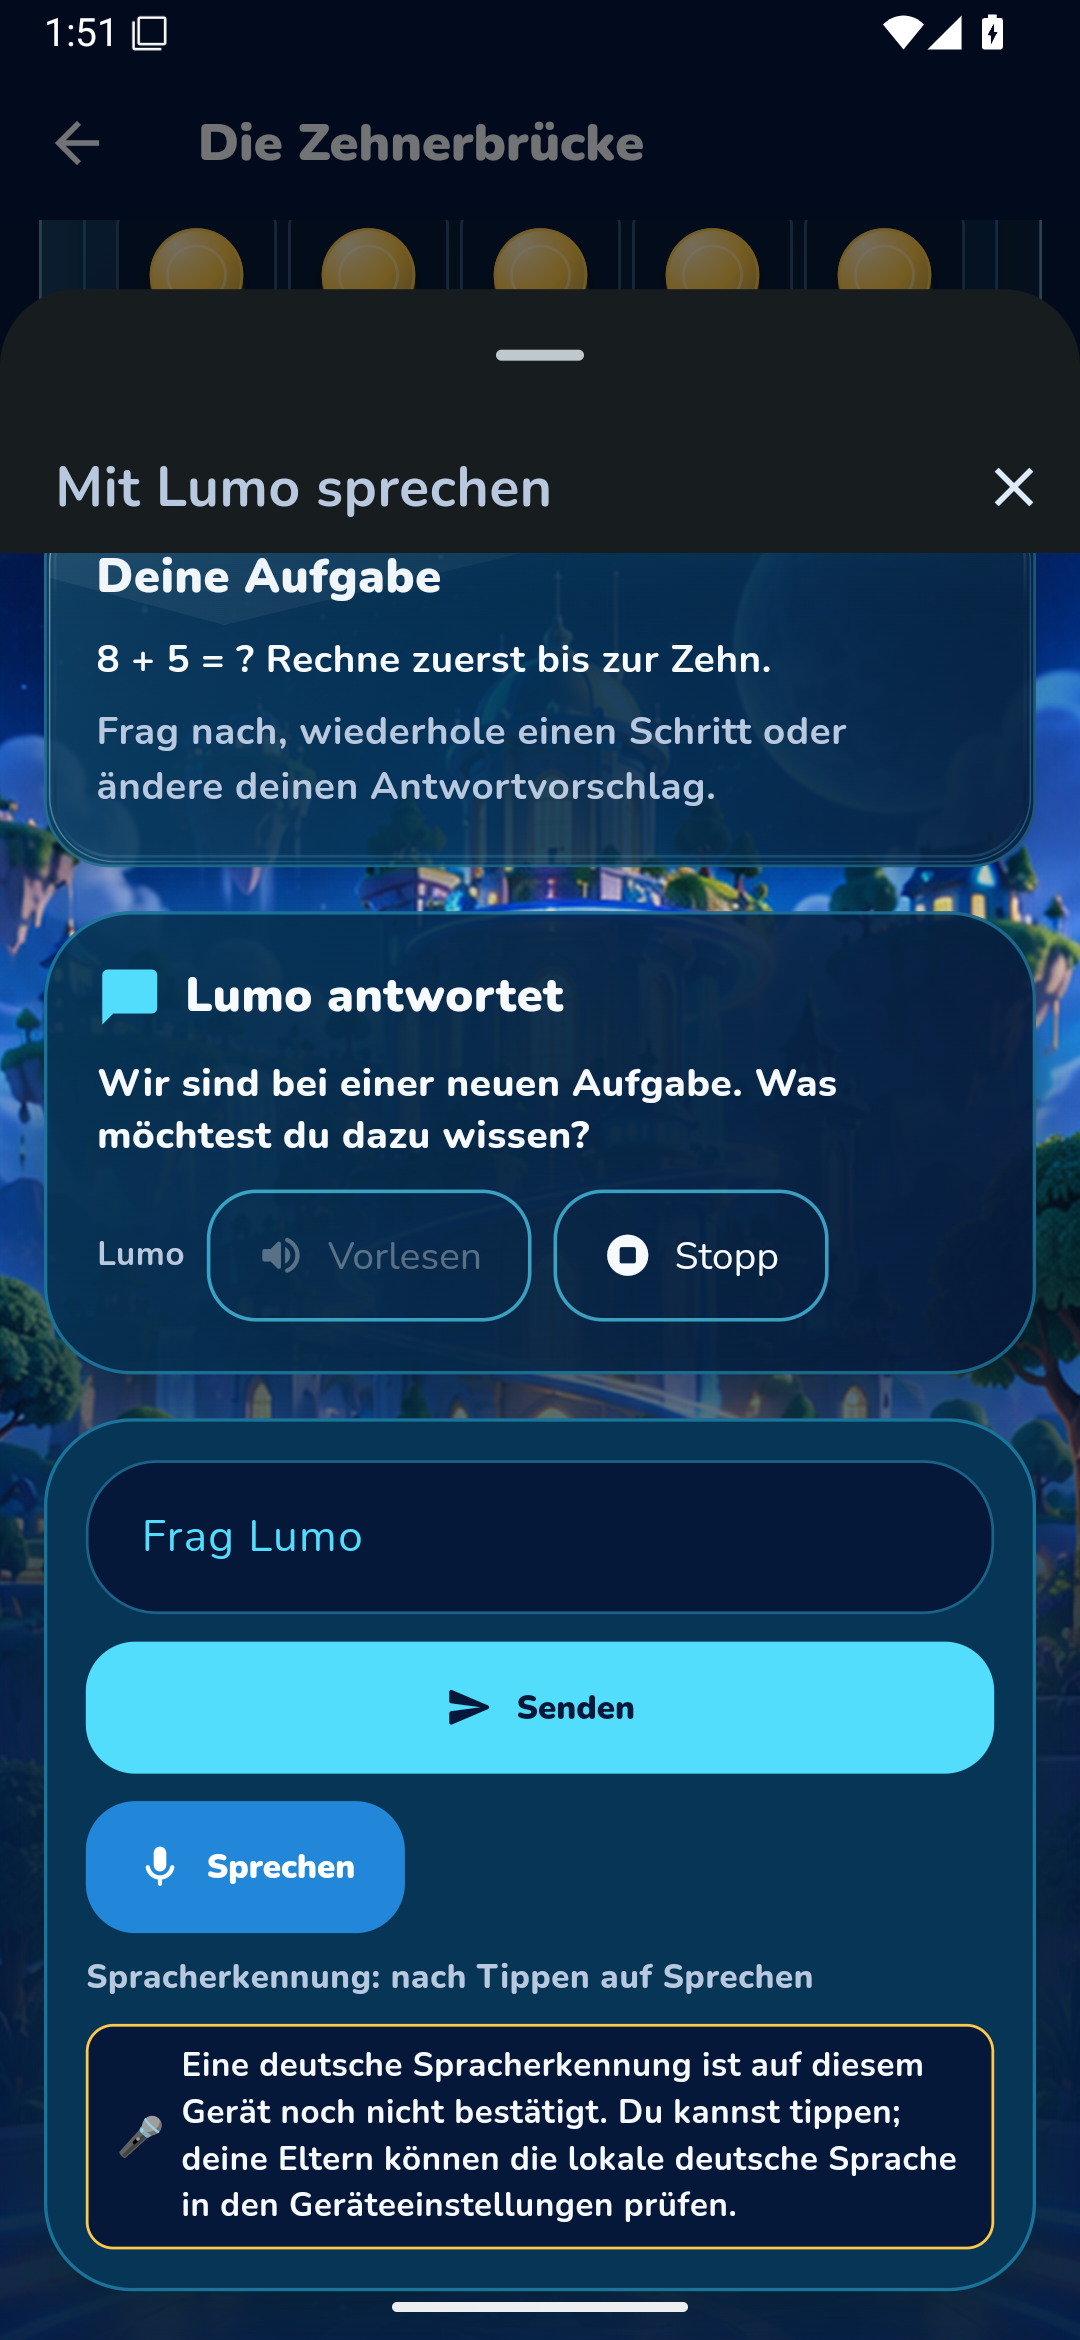 1:51
Die Zehnerbrücke
Mit Lumo sprechen
Deine Aufgabe
8 + 5 = ? Rechne zuerst bis zur Zehn.
Frag nach, wiederhole einen Schritt oder
ändere deinen Antwortvorschlag.
Lumo antwortet
Wir sind bei einer neuen Aufgabe. Was
möchtest du dazu wissen?
Lumo Vorlesen Stopp
Frag Lumo
Senden
Sprechen
Spracherkennung: nach Tippen auf Sprechen
Eine deutsche Spracherkennung ist auf diesem
Gerät noch nicht bestätigt. Du kannst tippen;
deine Eltern können die lokale deutsche Sprache
in den Geräteeinstellungen prüfen.